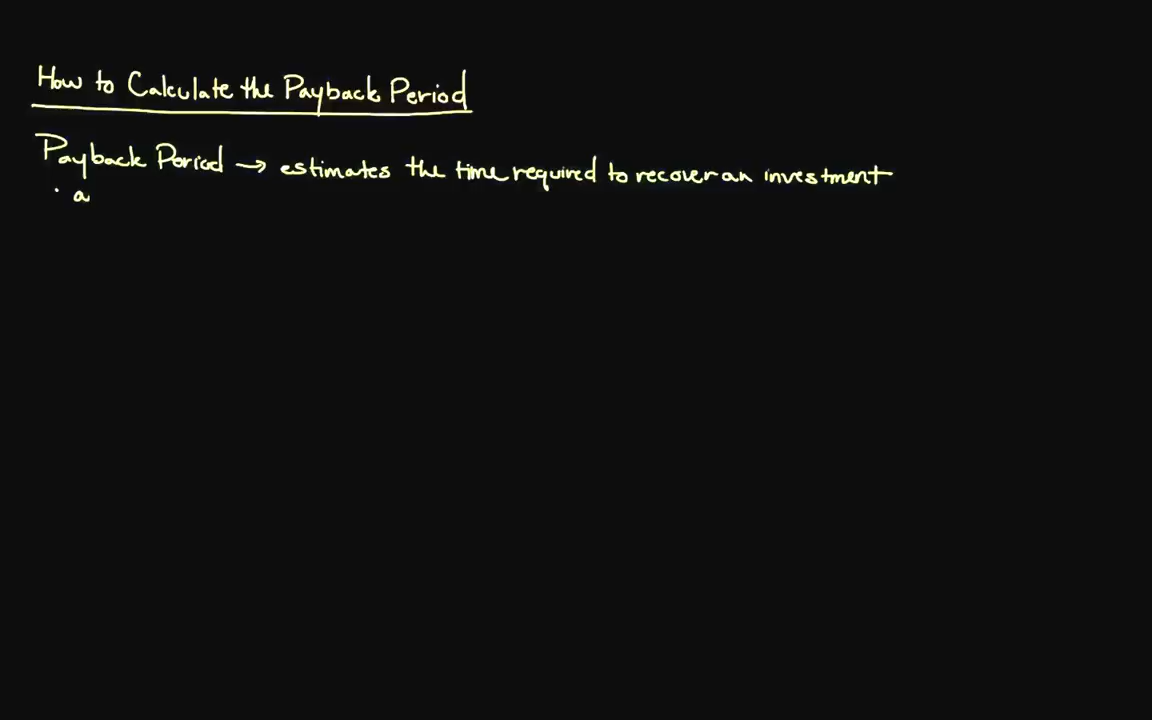 How to Calculate the Payback Period
Payback Period → estimates the time required to recover an investment
· a